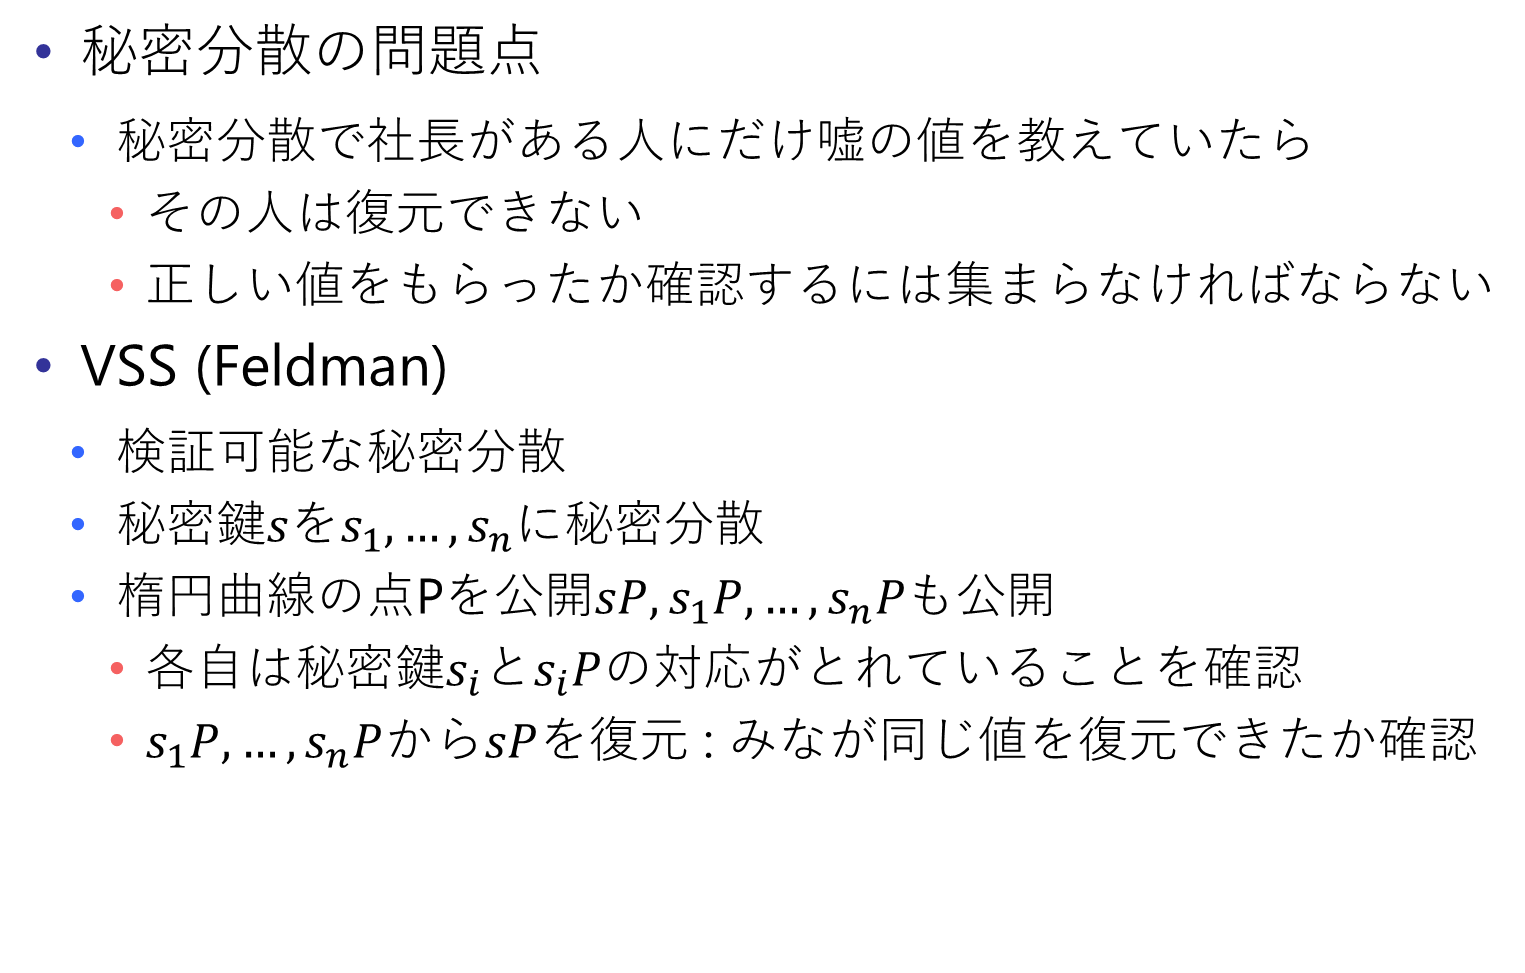 • 秘密分散の問題点
• 秘密分散で社長がある人にだけ嘘の値を教えていたら
• その人は復元できない
• 正しい値をもらったか確認するには集まらなければならない
• VSS (Feldman)
• 検証可能な秘密分散
• 秘密鍵sをs₁, … , sₙに秘密分散
• 楕円曲線の点Pを公開sP, s₁P, … , sₙPも公開
• 各自は秘密鍵sᵢとsᵢPの対応がとれていることを確認
• s₁P, … , sₙPからsPを復元 : みなが同じ値を復元できたか確認